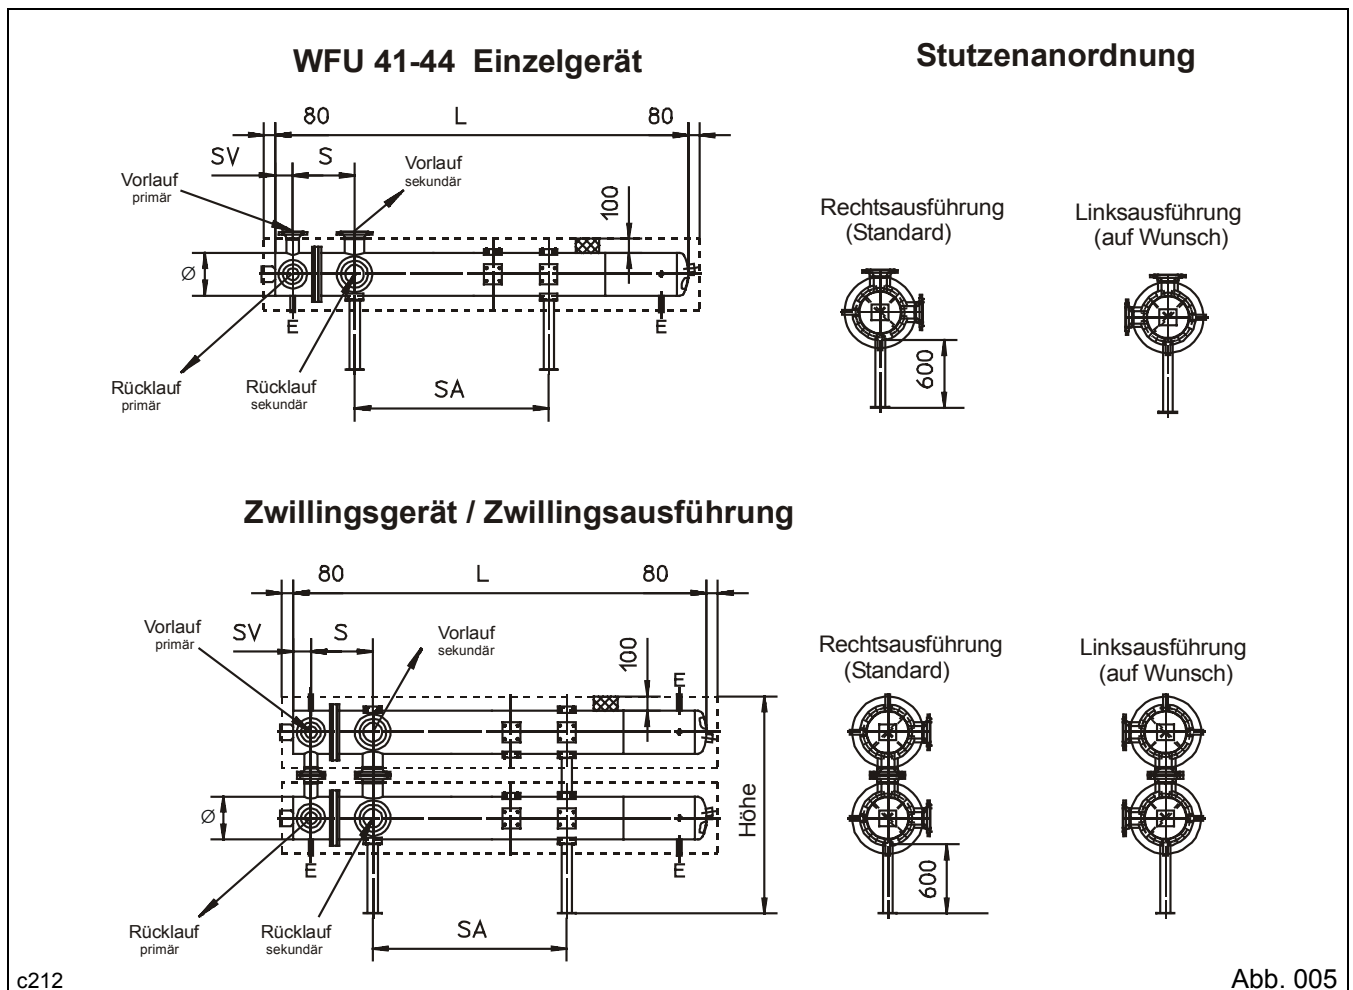 WFU 41-44  Einzelgerät
Stutzenanordnung
80
L
80
SV
S
Vorlauf
primär
Vorlauf
sekundär
100
Ø
E
E
Rücklauf
primär
Rücklauf
sekundär
SA
Rechtsausführung
(Standard)
Linksausführung
(auf Wunsch)
600
Zwillingsgerät / Zwillingsausführung
80
L
80
Vorlauf
primär
SV
S
Vorlauf
sekundär
100
E
Ø
Höhe
E
E
Rücklauf
primär
Rücklauf
sekundär
SA
Rechtsausführung
(Standard)
Linksausführung
(auf Wunsch)
600
c212
Abb. 005